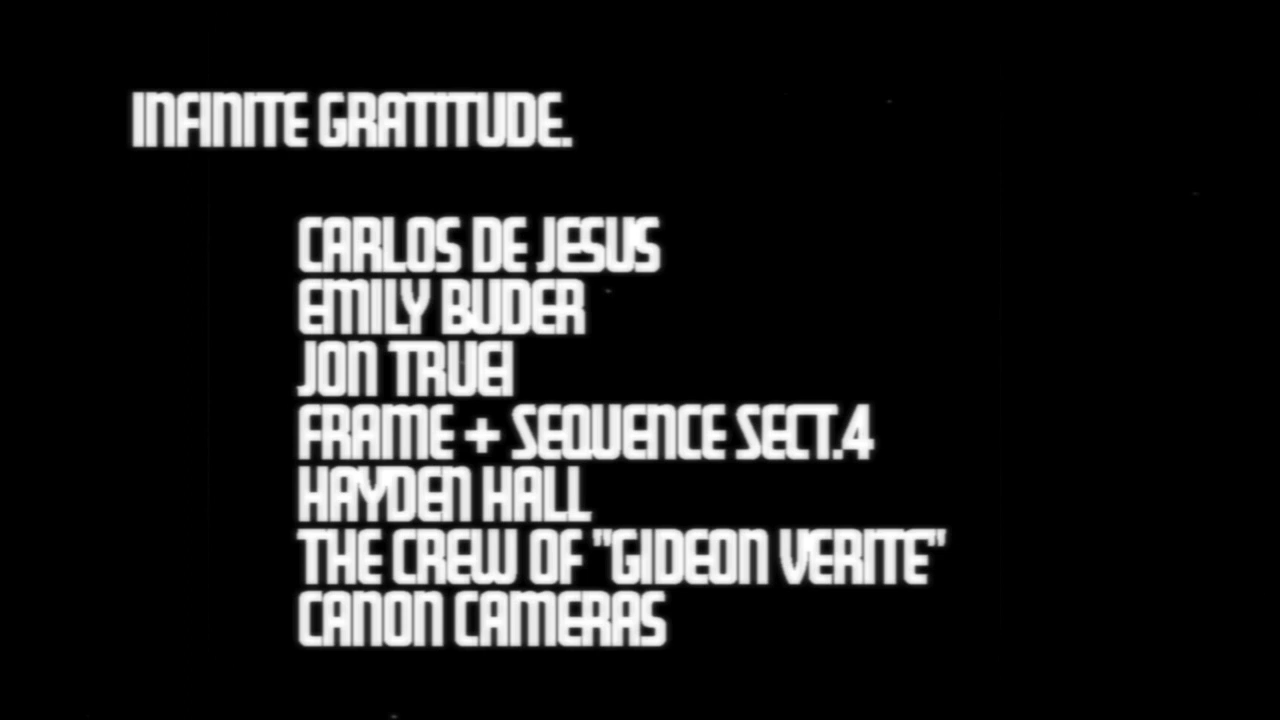 INFINITE GRATITUDE.
CARLOS DE JESUS
EMILY BUDER
JON TRUEI
FRAME + SEQUENCE SECT.4
HAYDEN HALL
THE CREW OF "GIDEON VERITE"
CANON CAMERAS